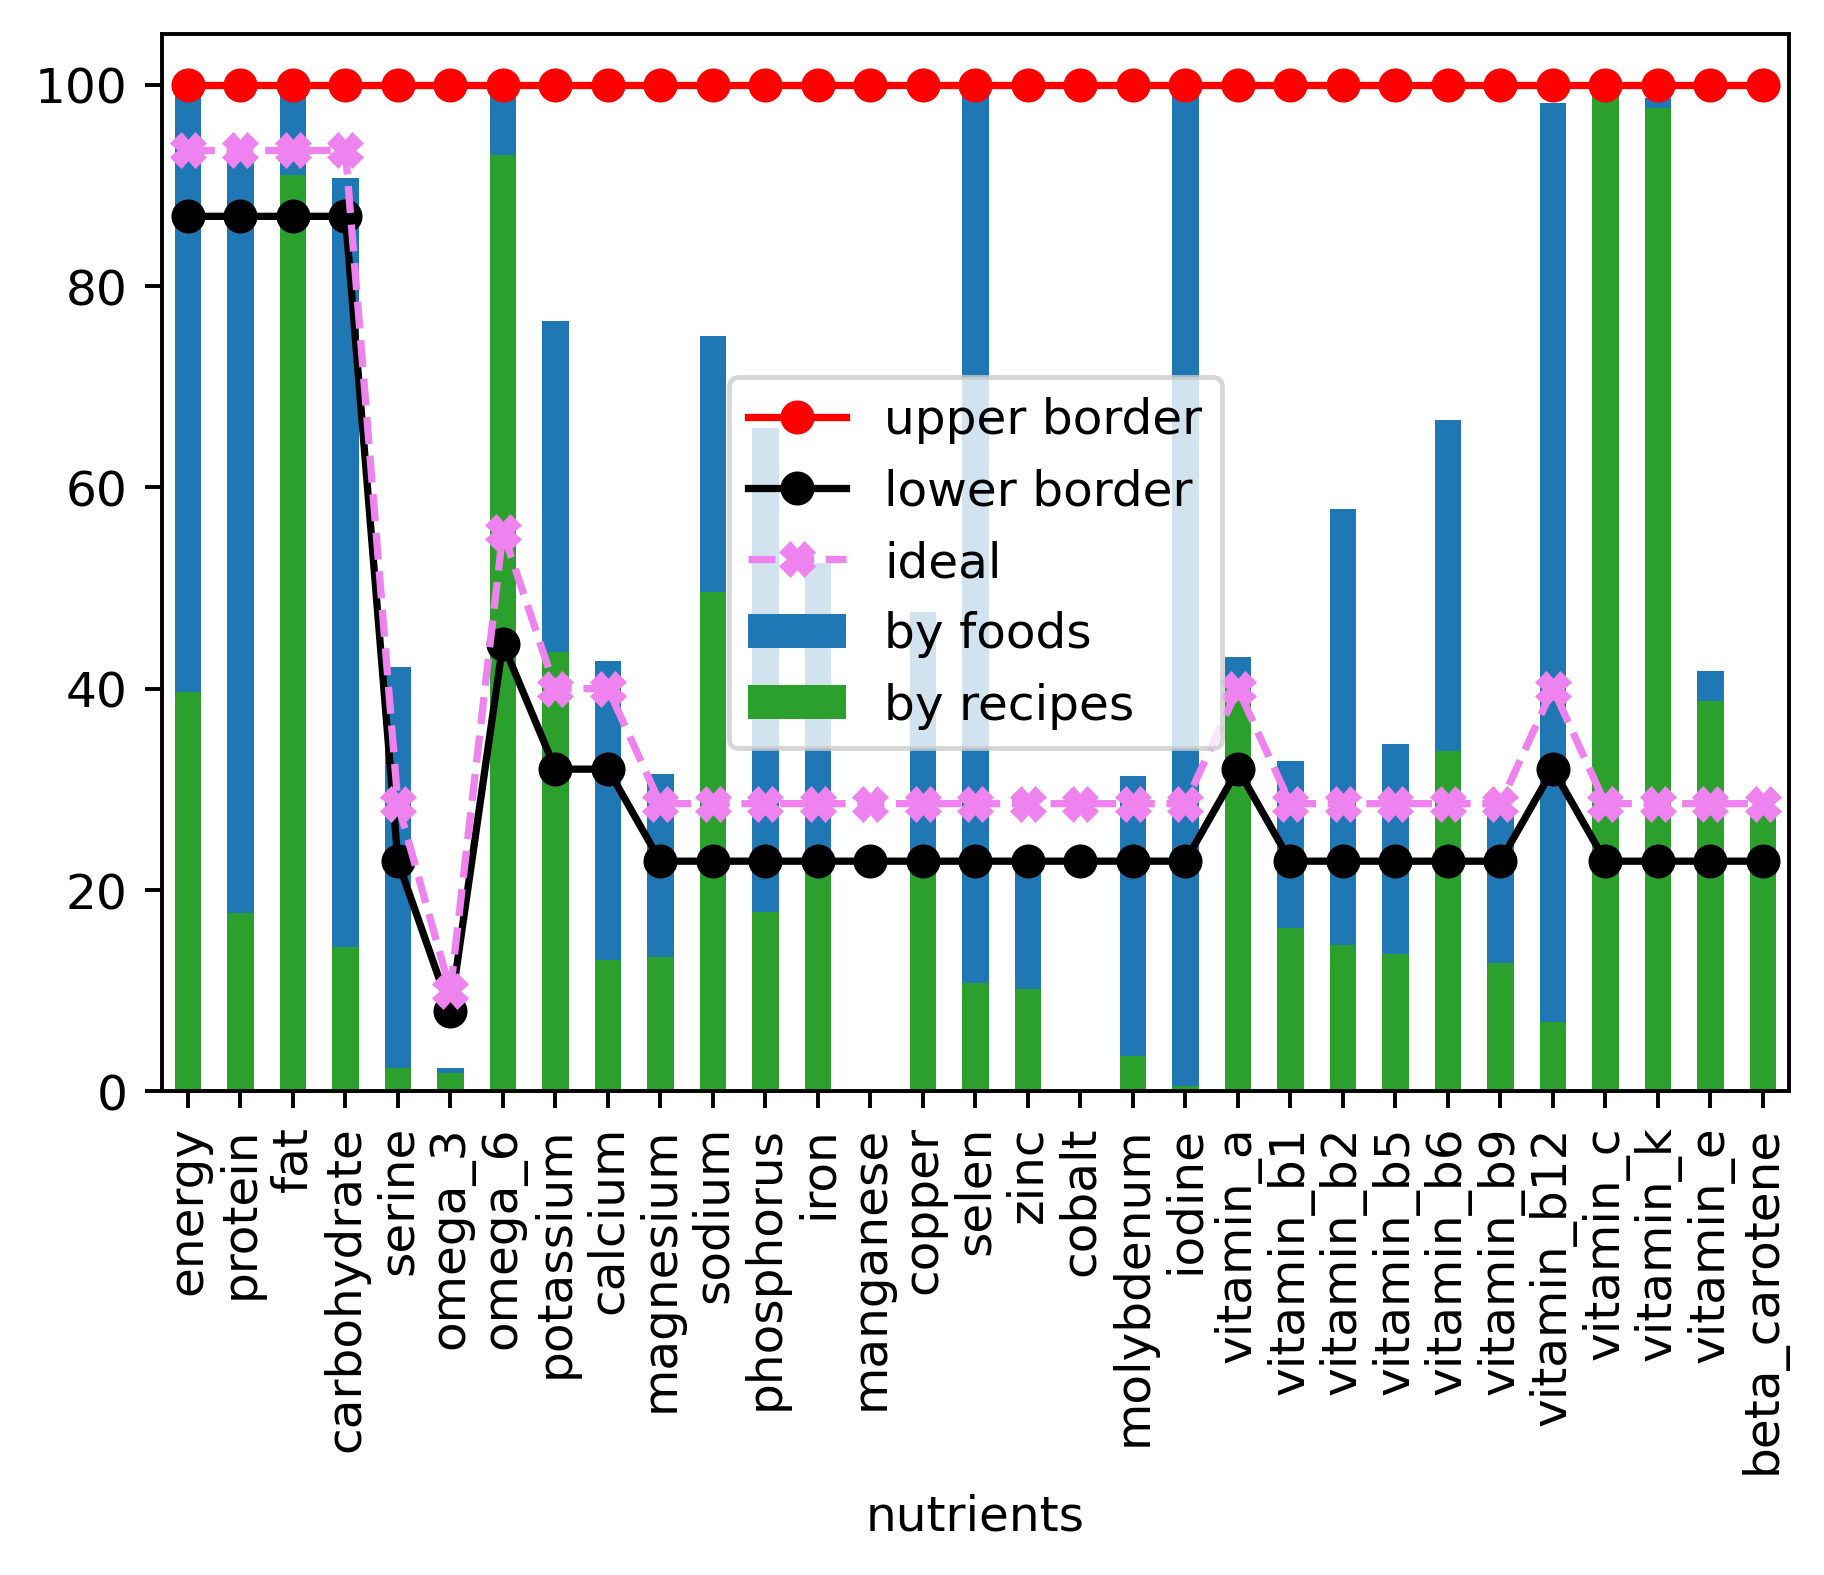 100
80
60
40
20
0
upper border
lower border
ideal
by foods
by recipes
energy
protein
fat
carbohydrate
serine
omega_3
omega_6
potassium
calcium
magnesium
sodium
phosphorus
iron
manganese
copper
selen
zinc
cobalt
molybdenum
iodine
vitamin_a
vitamin_b1
vitamin_b2
vitamin_b5
vitamin_b6
vitamin_b9
vitamin_b12
vitamin_c
vitamin_k
vitamin_e
beta_carotene
nutrients